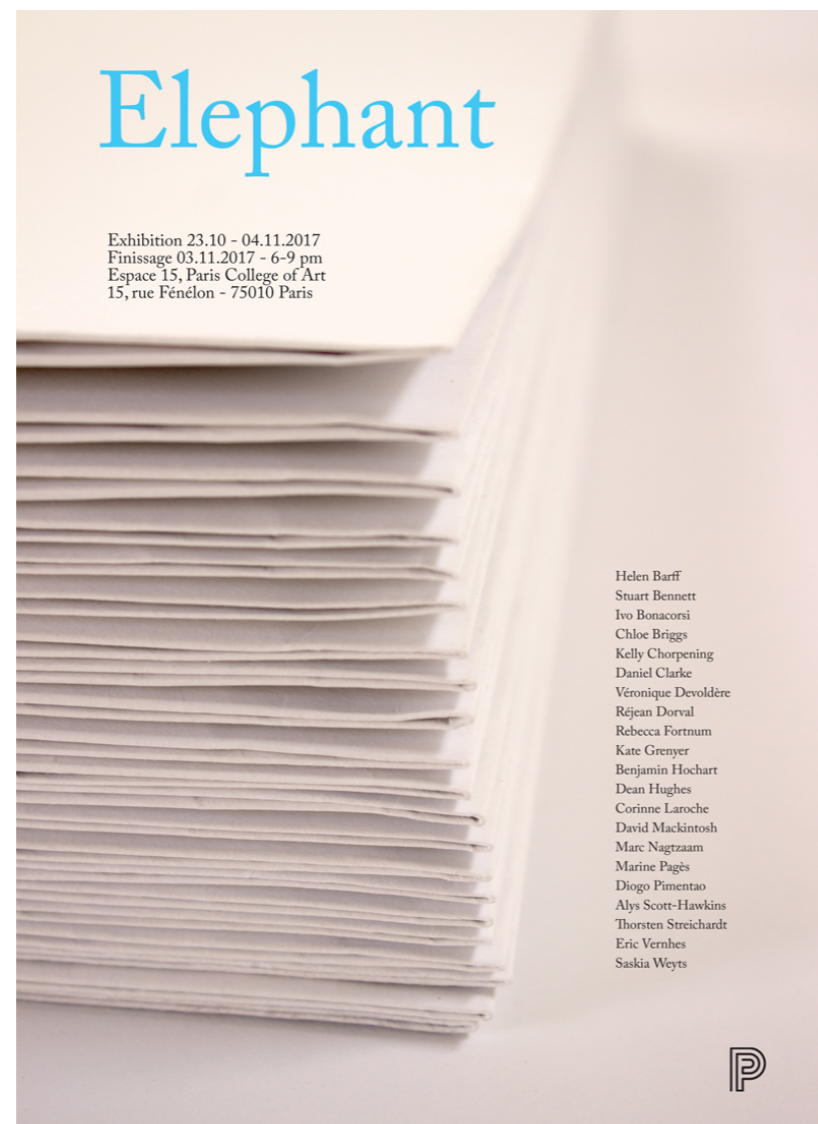 Elephant
Exhibition 23.10 - 04.11.2017
Finissage 03.11.2017 - 6-9 pm
Espace 15, Paris College of Art
15, rue Fénélon - 75010 Paris
Helen Barff
Stuart Bennett
Ivo Bonacorsi
Chloe Briggs
Kelly Chorpening
Daniel Clarke
Véronique Devoldère
Réjean Dorval
Rebecca Fortnum
Kate Grenyer
Benjamin Hochart
Dean Hughes
Corinne Laroche
David Mackintosh
Marc Nagtzaam
Marine Pagès
Diogo Pimentao
Alys Scott-Hawkins
Thorsten Streichardt
Eric Vernhes
Saskia Weyts
P